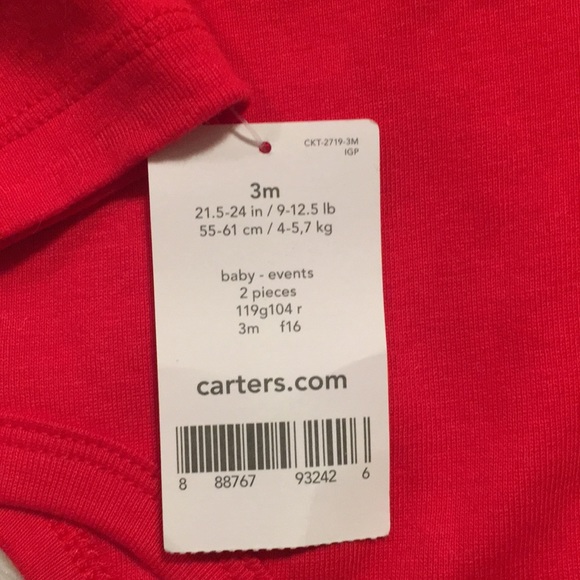 CKT-2719-3M
IGP
3m
21.5-24 in / 9-12.5 lb
55-61 cm / 4-5,7 kg
baby - events
2 pieces
119g104 r
3m f16
carters.com
8 88767 93242 6